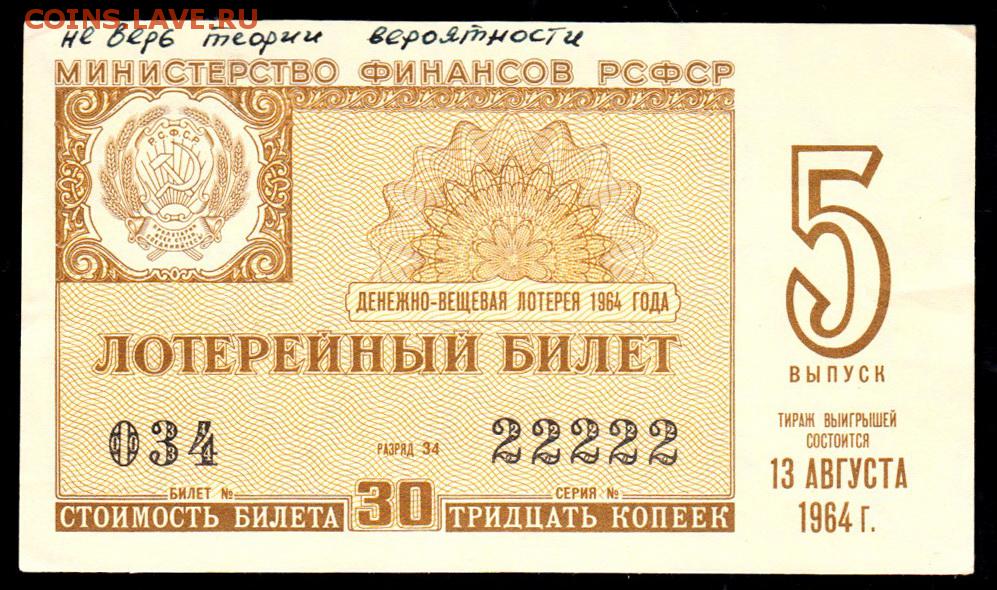 COINS.LAVE.RU
не верь теории вероятности
МИНИСТЕРСТВО ФИНАНСОВ РСФСР
Р.С.Ф.С.Р.
5
ДЕНЕЖНО-ВЕЩЕВАЯ ЛОТЕРЕЯ 1964 ГОДА
ЛОТЕРЕЙНЫЙ БИЛЕТ
ВЫПУСК
034 РАЗРЯД 34 22222
ТИРАЖ ВЫИГРЫШЕЙ
СОСТОИТСЯ
13 АВГУСТА
1964 Г.
БИЛЕТ № 30 СЕРИЯ №
СТОИМОСТЬ БИЛЕТА ТРИДЦАТЬ КОПЕЕК